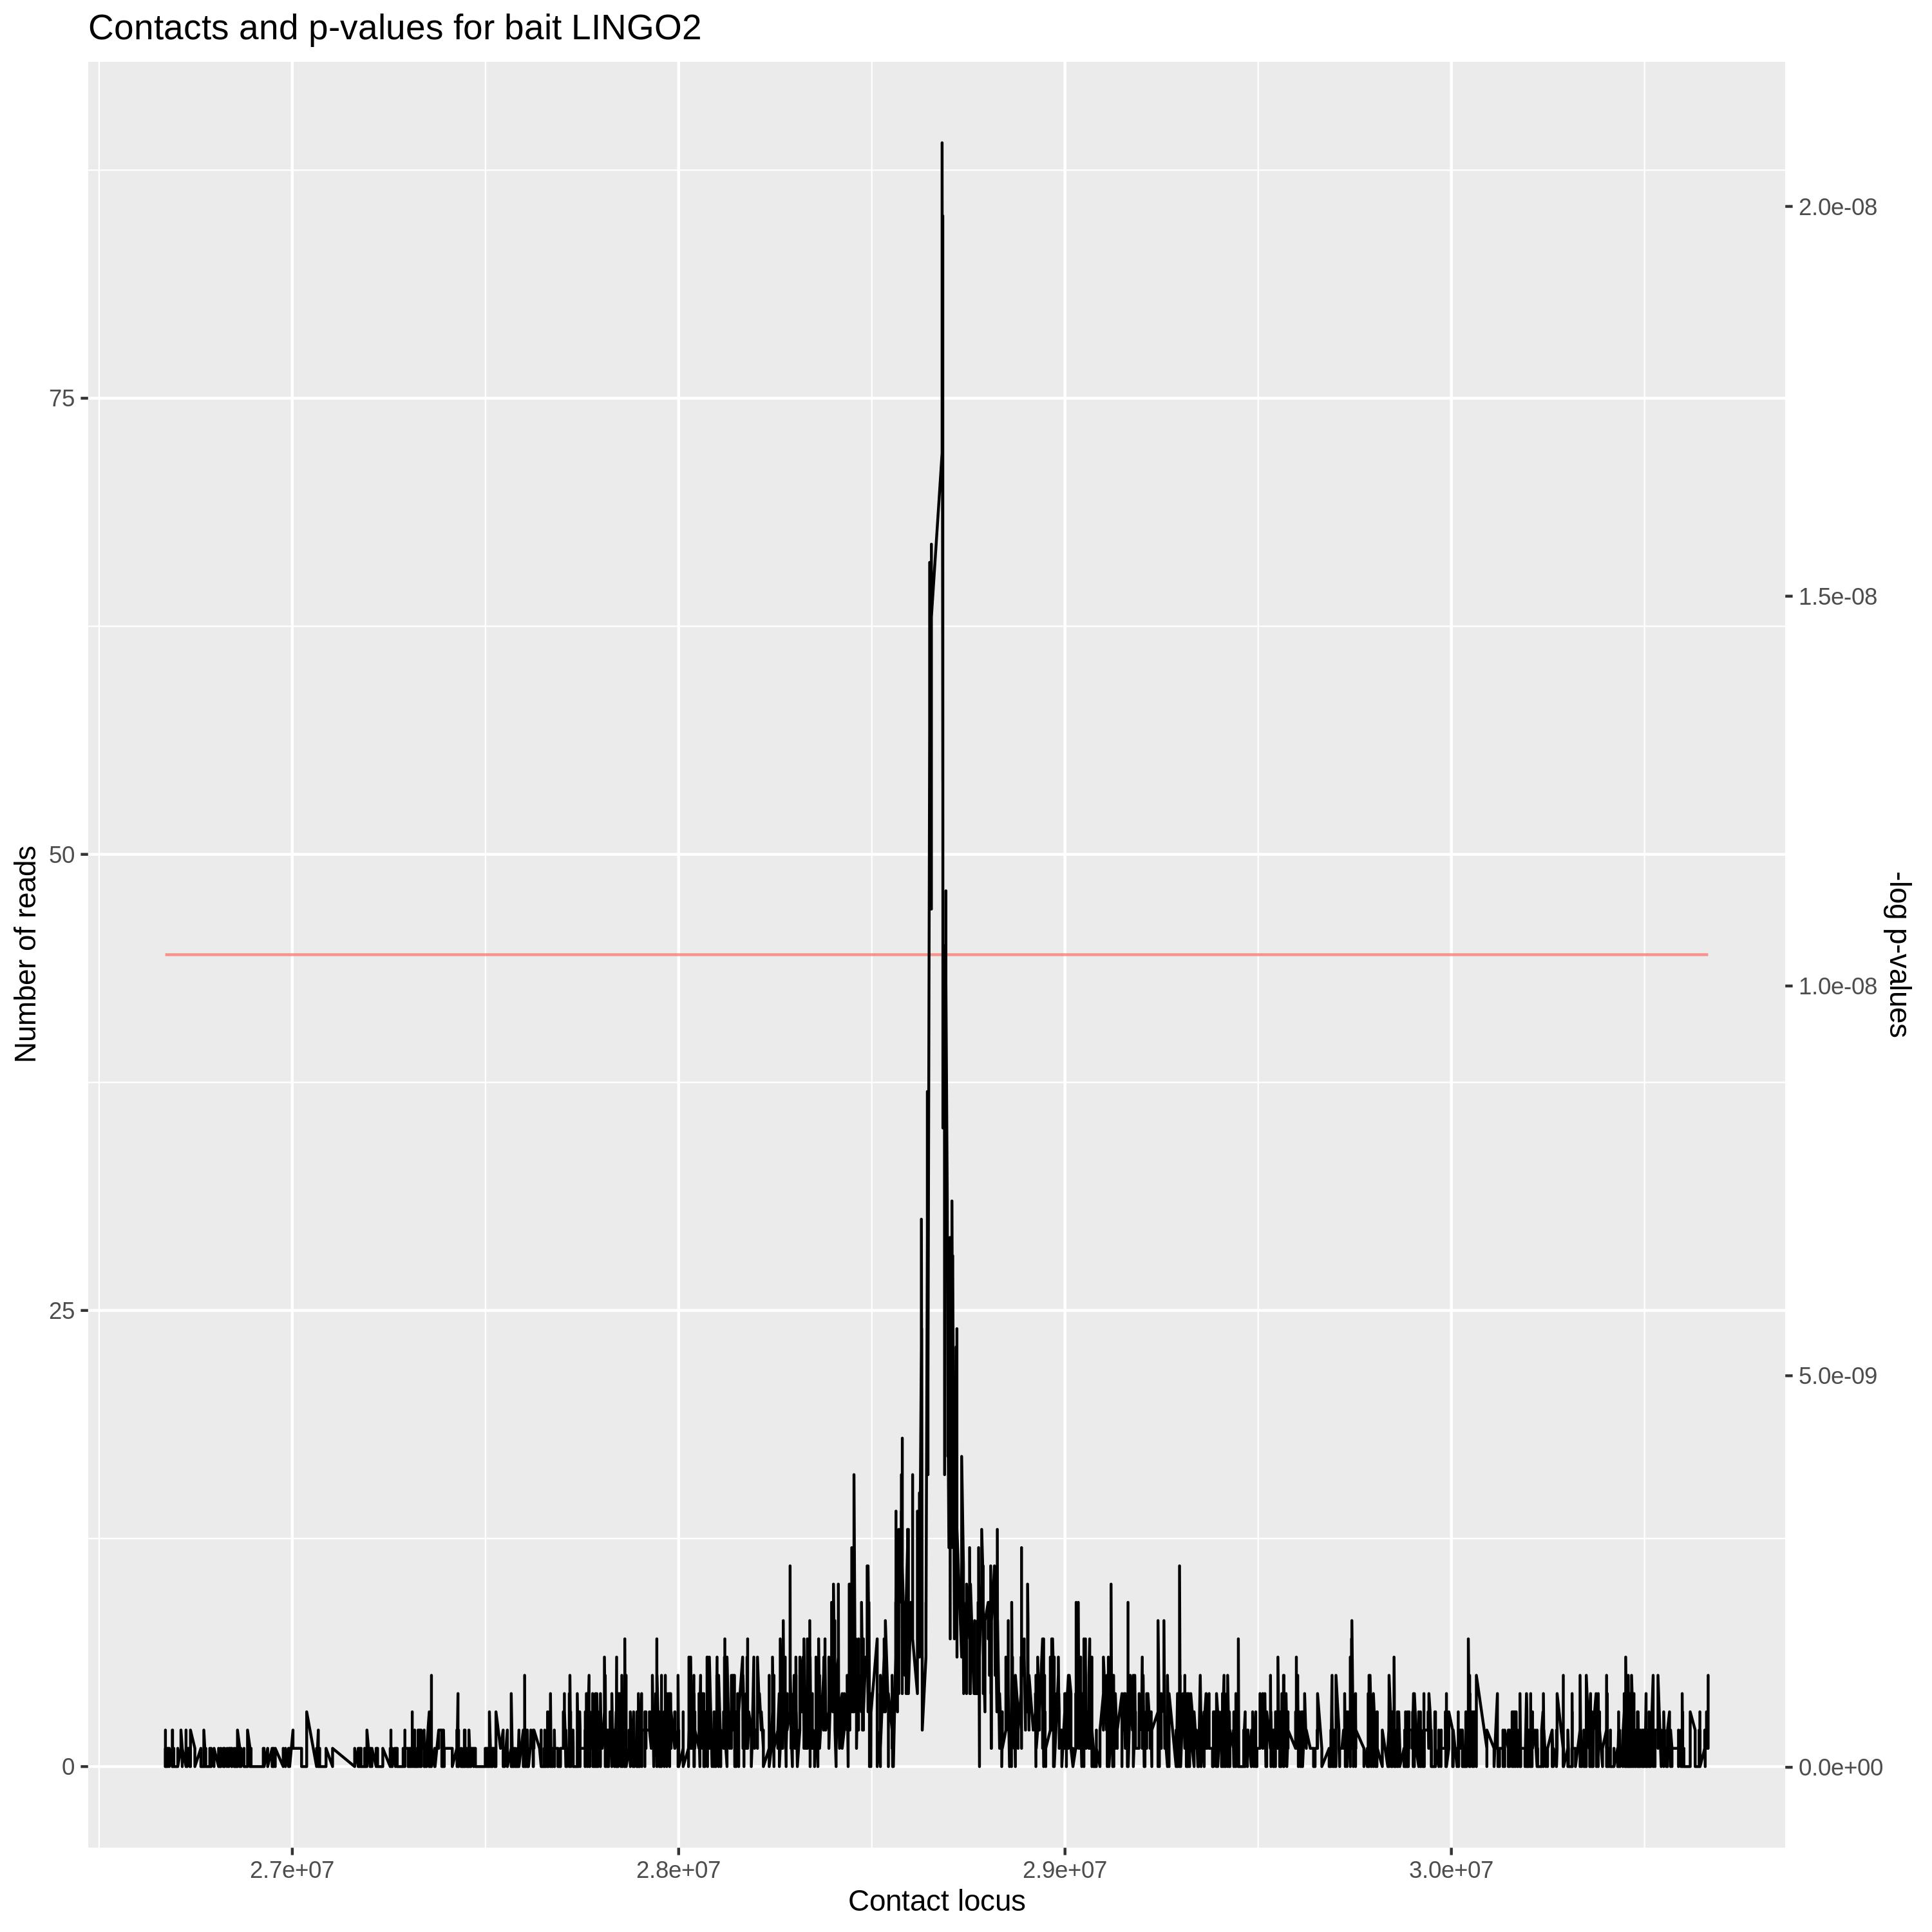 Contacts and p-values for bait LINGO2
Number of reads
75
50
25
0
2.0e-08
1.5e-08
1.0e-08
5.0e-09
0.0e+00
-log p-values
2.7e+07
2.8e+07
2.9e+07
3.0e+07
Contact locus